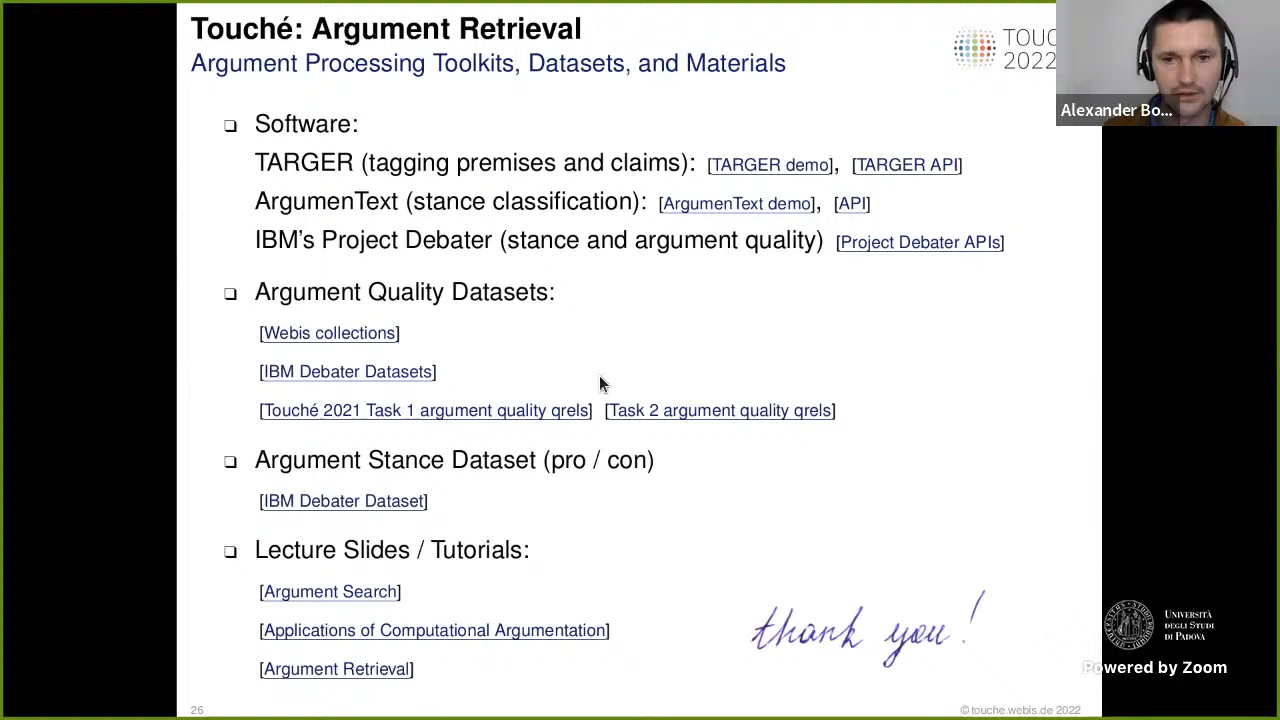 Touché: Argument Retrieval
Argument Processing Toolkits, Datasets, and Materials
TOUC
2022
Alexander Bo...
❑ Software:
TARGER (tagging premises and claims): [TARGER demo], [TARGER API]
ArgumenText (stance classification): [ArgumenText demo], [API]
IBM's Project Debater (stance and argument quality) [Project Debater APIs]
❑ Argument Quality Datasets:
[Webis collections]
[IBM Debater Datasets]
[Touché 2021 Task 1 argument quality qrels] [Task 2 argument quality qrels]
❑ Argument Stance Dataset (pro / con)
[IBM Debater Dataset]
❑ Lecture Slides / Tutorials:
[Argument Search]
[Applications of Computational Argumentation]
[Argument Retrieval]
thank you!
UNIVERSITÀ
DEGLI STUDI
DI PADOVA
Powered by Zoom
26
©touche.webis.de 2022